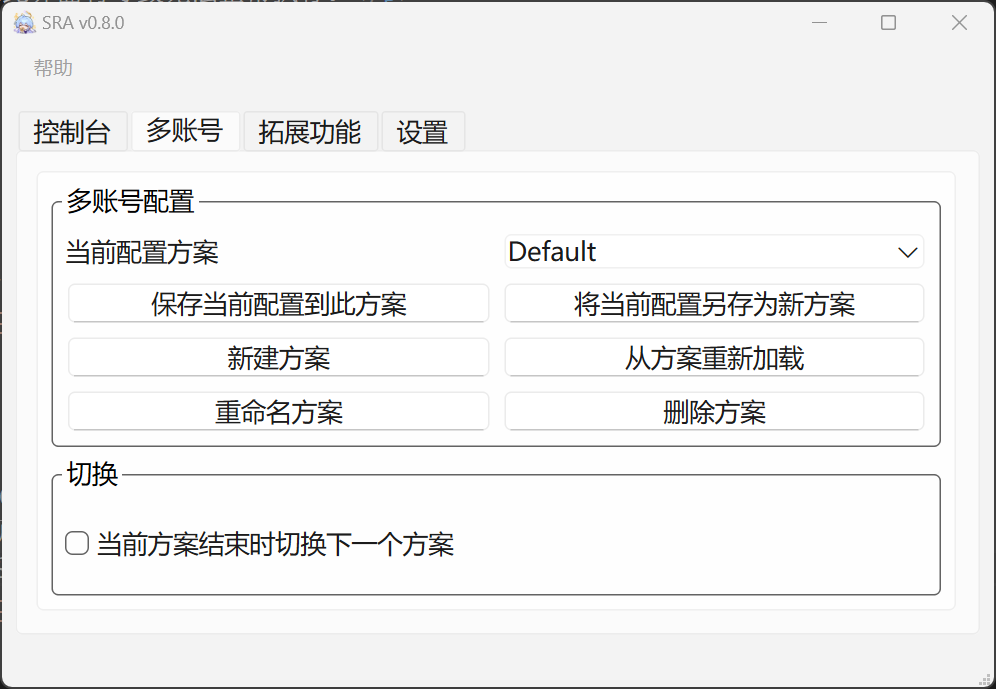 SRA v0.8.0
帮助
控制台 多账号 拓展功能 设置
多账号配置
当前配置方案 Default
保存当前配置到此方案 将当前配置另存为新方案
新建方案 从方案重新加载
重命名方案 删除方案
切换
当前方案结束时切换下一个方案